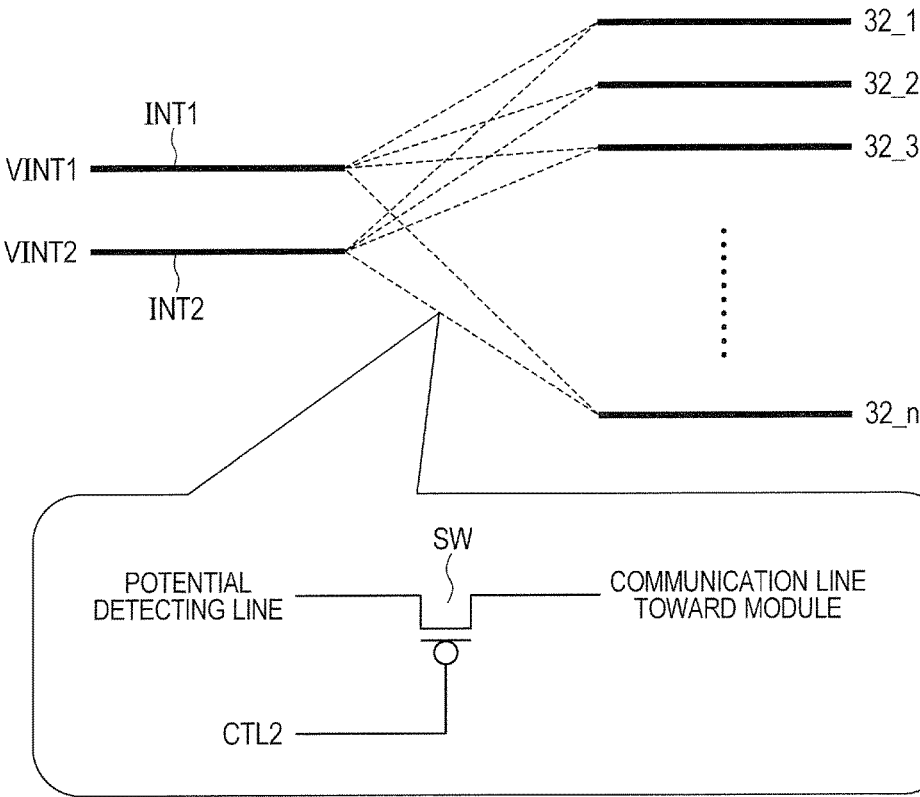 32_1
32_2
INT1
32_3
VINT1
VINT2
INT2
32_n
SW
POTENTIAL
DETECTING LINE
COMMUNICATION LINE
TOWARD MODULE
CTL2